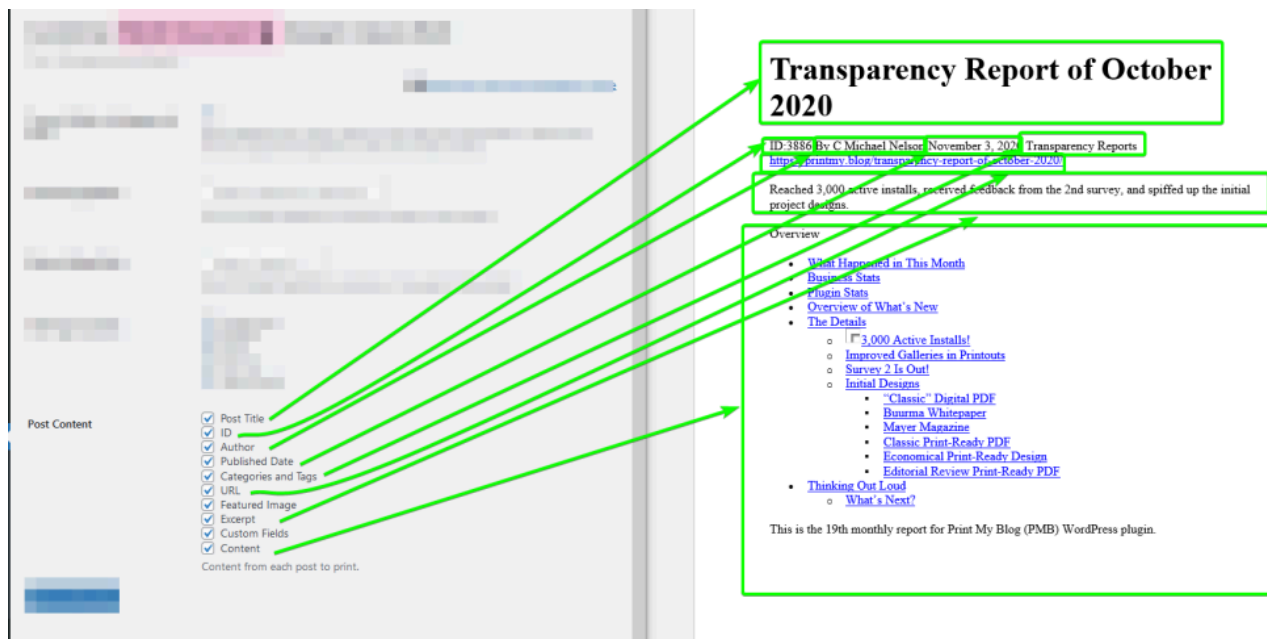 Post Content
Post Title
ID
Author
Published Date
Categories and Tags
URL
Featured Image
Excerpt
Custom Fields
Content
Content from each post to print.
Transparency Report of October
2020
ID:3886 By C Michael Nelson November 3, 2020 Transparency Reports
https://printmy.blog/transparency-report-of-october-2020/
Reached 3,000 active installs, received feedback from the 2nd survey, and spiffed up the initial
project designs.
Overview
What Happened in This Month
Business Stats
Plugin Stats
Overview of What's New
The Details
3,000 Active Installs!
Improved Galleries in Printouts
Survey 2 Is Out!
Initial Designs
“Classic” Digital PDF
Buurma Whitepaper
Mayer Magazine
Classic Print-Ready PDF
Economical Print-Ready Design
Editorial Review Print-Ready PDF
Thinking Out Loud
What's Next?
This is the 19th monthly report for Print My Blog (PMB) WordPress plugin.